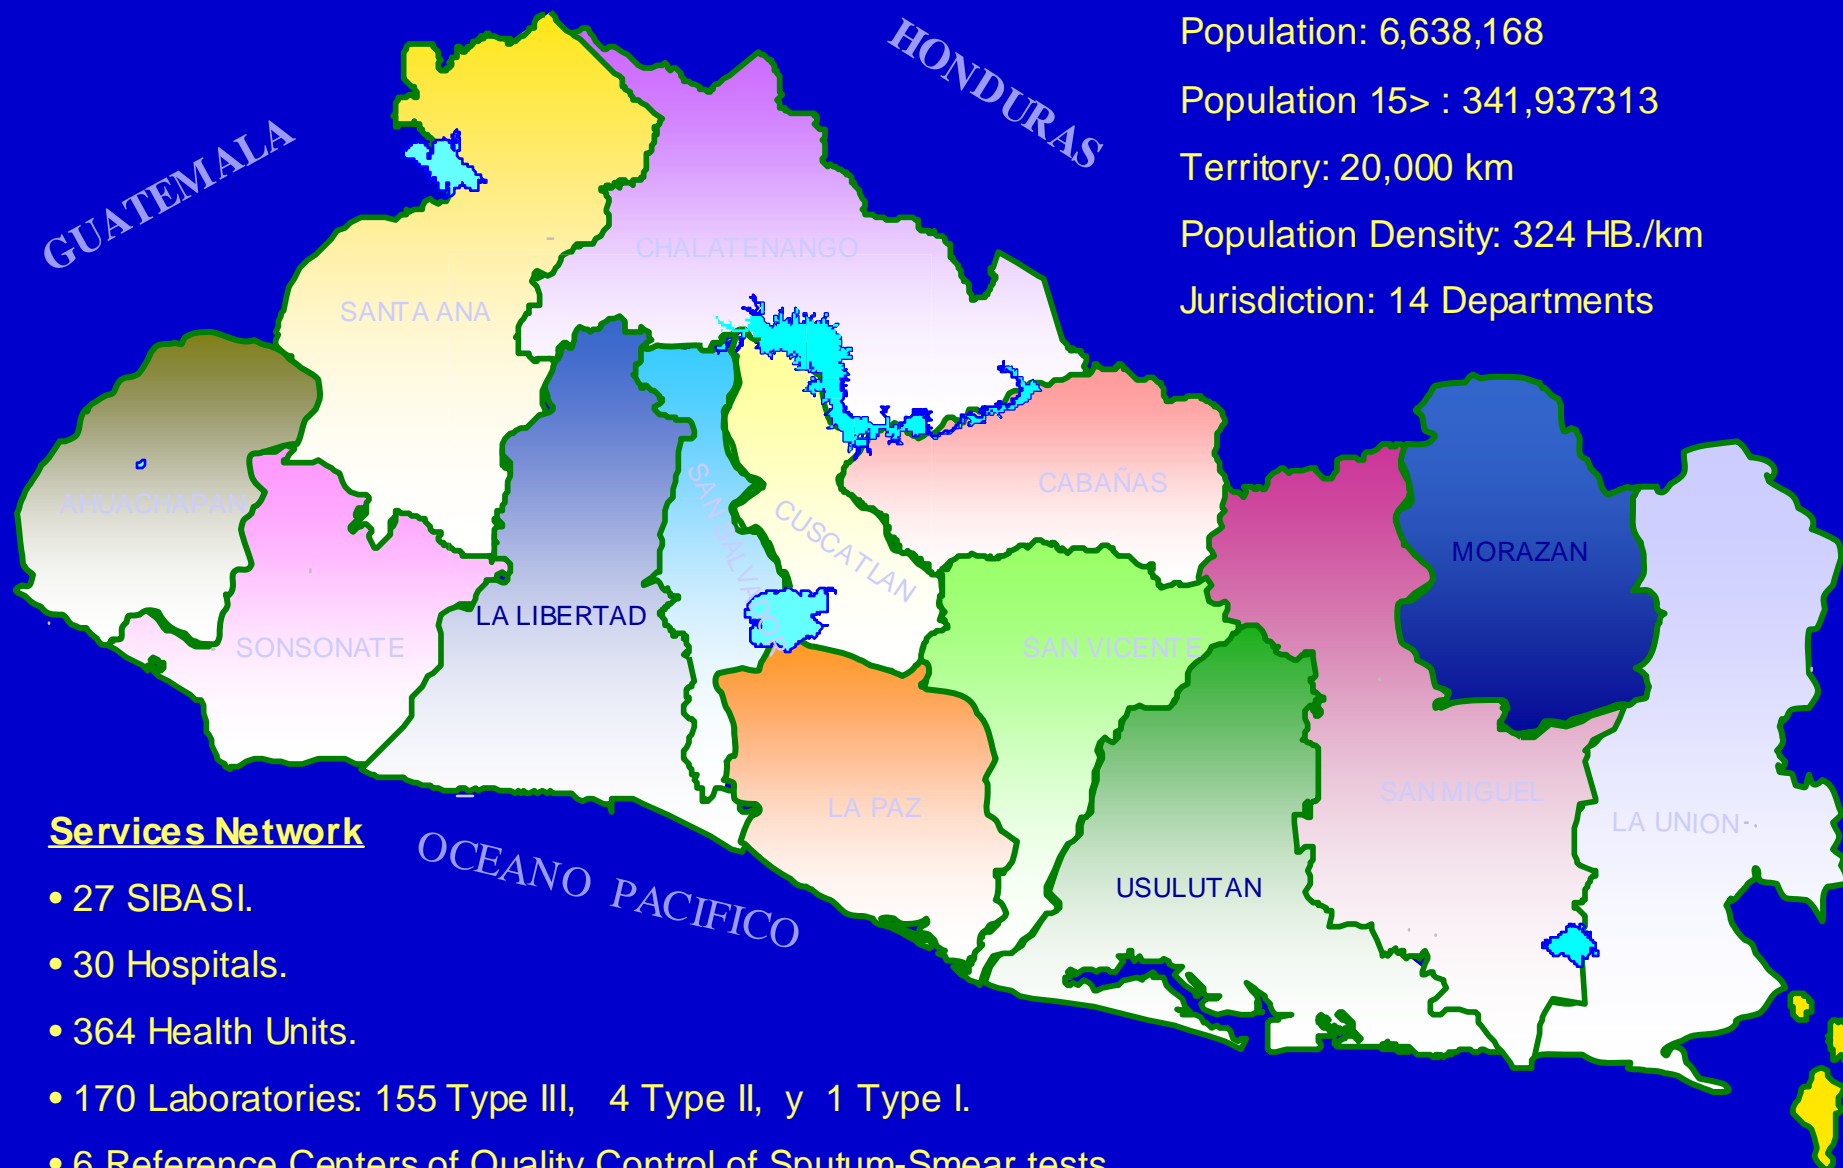 Population: 6,638,168
Population 15> : 341,937313
Territory: 20,000 km
Population Density: 324 HB./km
Jurisdiction: 14 Departments
HONDURAS
GUATEMALA
CHALATENANGO
SANTA ANA
AHUACHAPAN
CABAÑAS
SAN SALVADOR
CUSCATLAN
MORAZAN
LA LIBERTAD
SONSONATE
SAN VICENTE
LA PAZ
SAN MIGUEL
LA UNION
USULUTAN
OCEANO PACIFICO
Services Network
• 27 SIBASI.
• 30 Hospitals.
• 364 Health Units.
• 170 Laboratories: 155 Type III, 4 Type II, y 1 Type I.
• 6 Reference Centers of Quality Control of Sputum-Smear tests